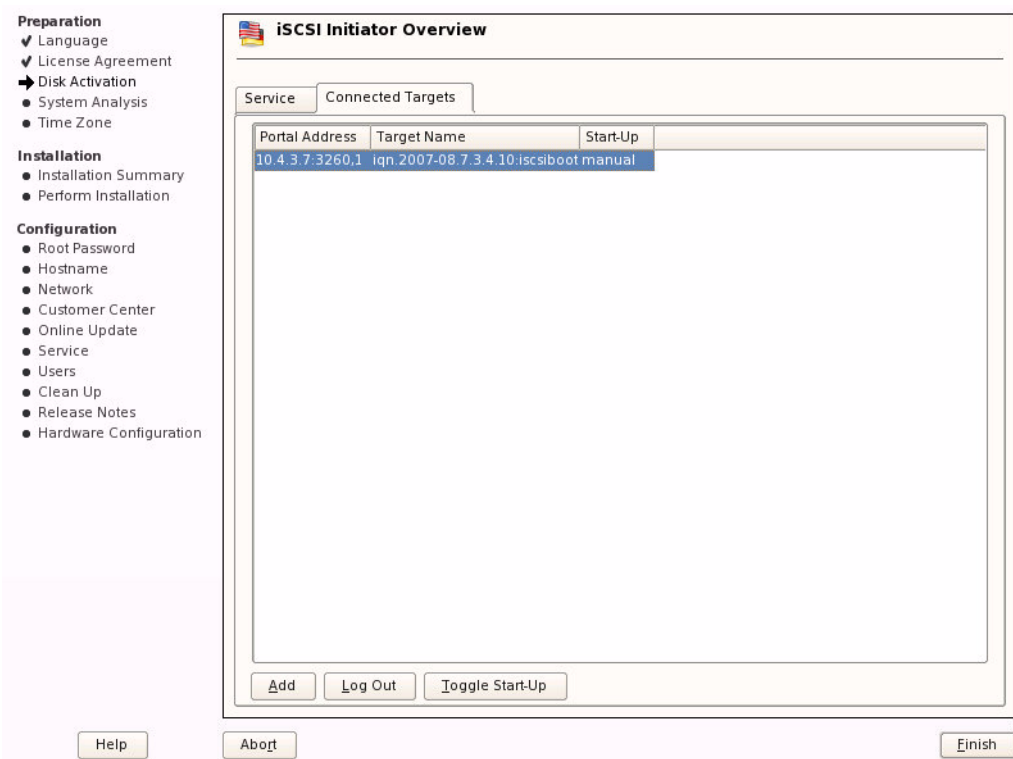 Preparation
Language
License Agreement
Disk Activation
System Analysis
Time Zone
Installation
Installation Summary
Perform Installation
Configuration
Root Password
Hostname
Network
Customer Center
Online Update
Service
Users
Clean Up
Release Notes
Hardware Configuration
iSCSI Initiator Overview
Service Connected Targets
Portal Address Target Name Start-Up
10.4.3.7:3260,1 iqn.2007-08.7.3.4.10:iscsiboot manual
Add Log Out Toggle Start-Up
Help Abort Finish